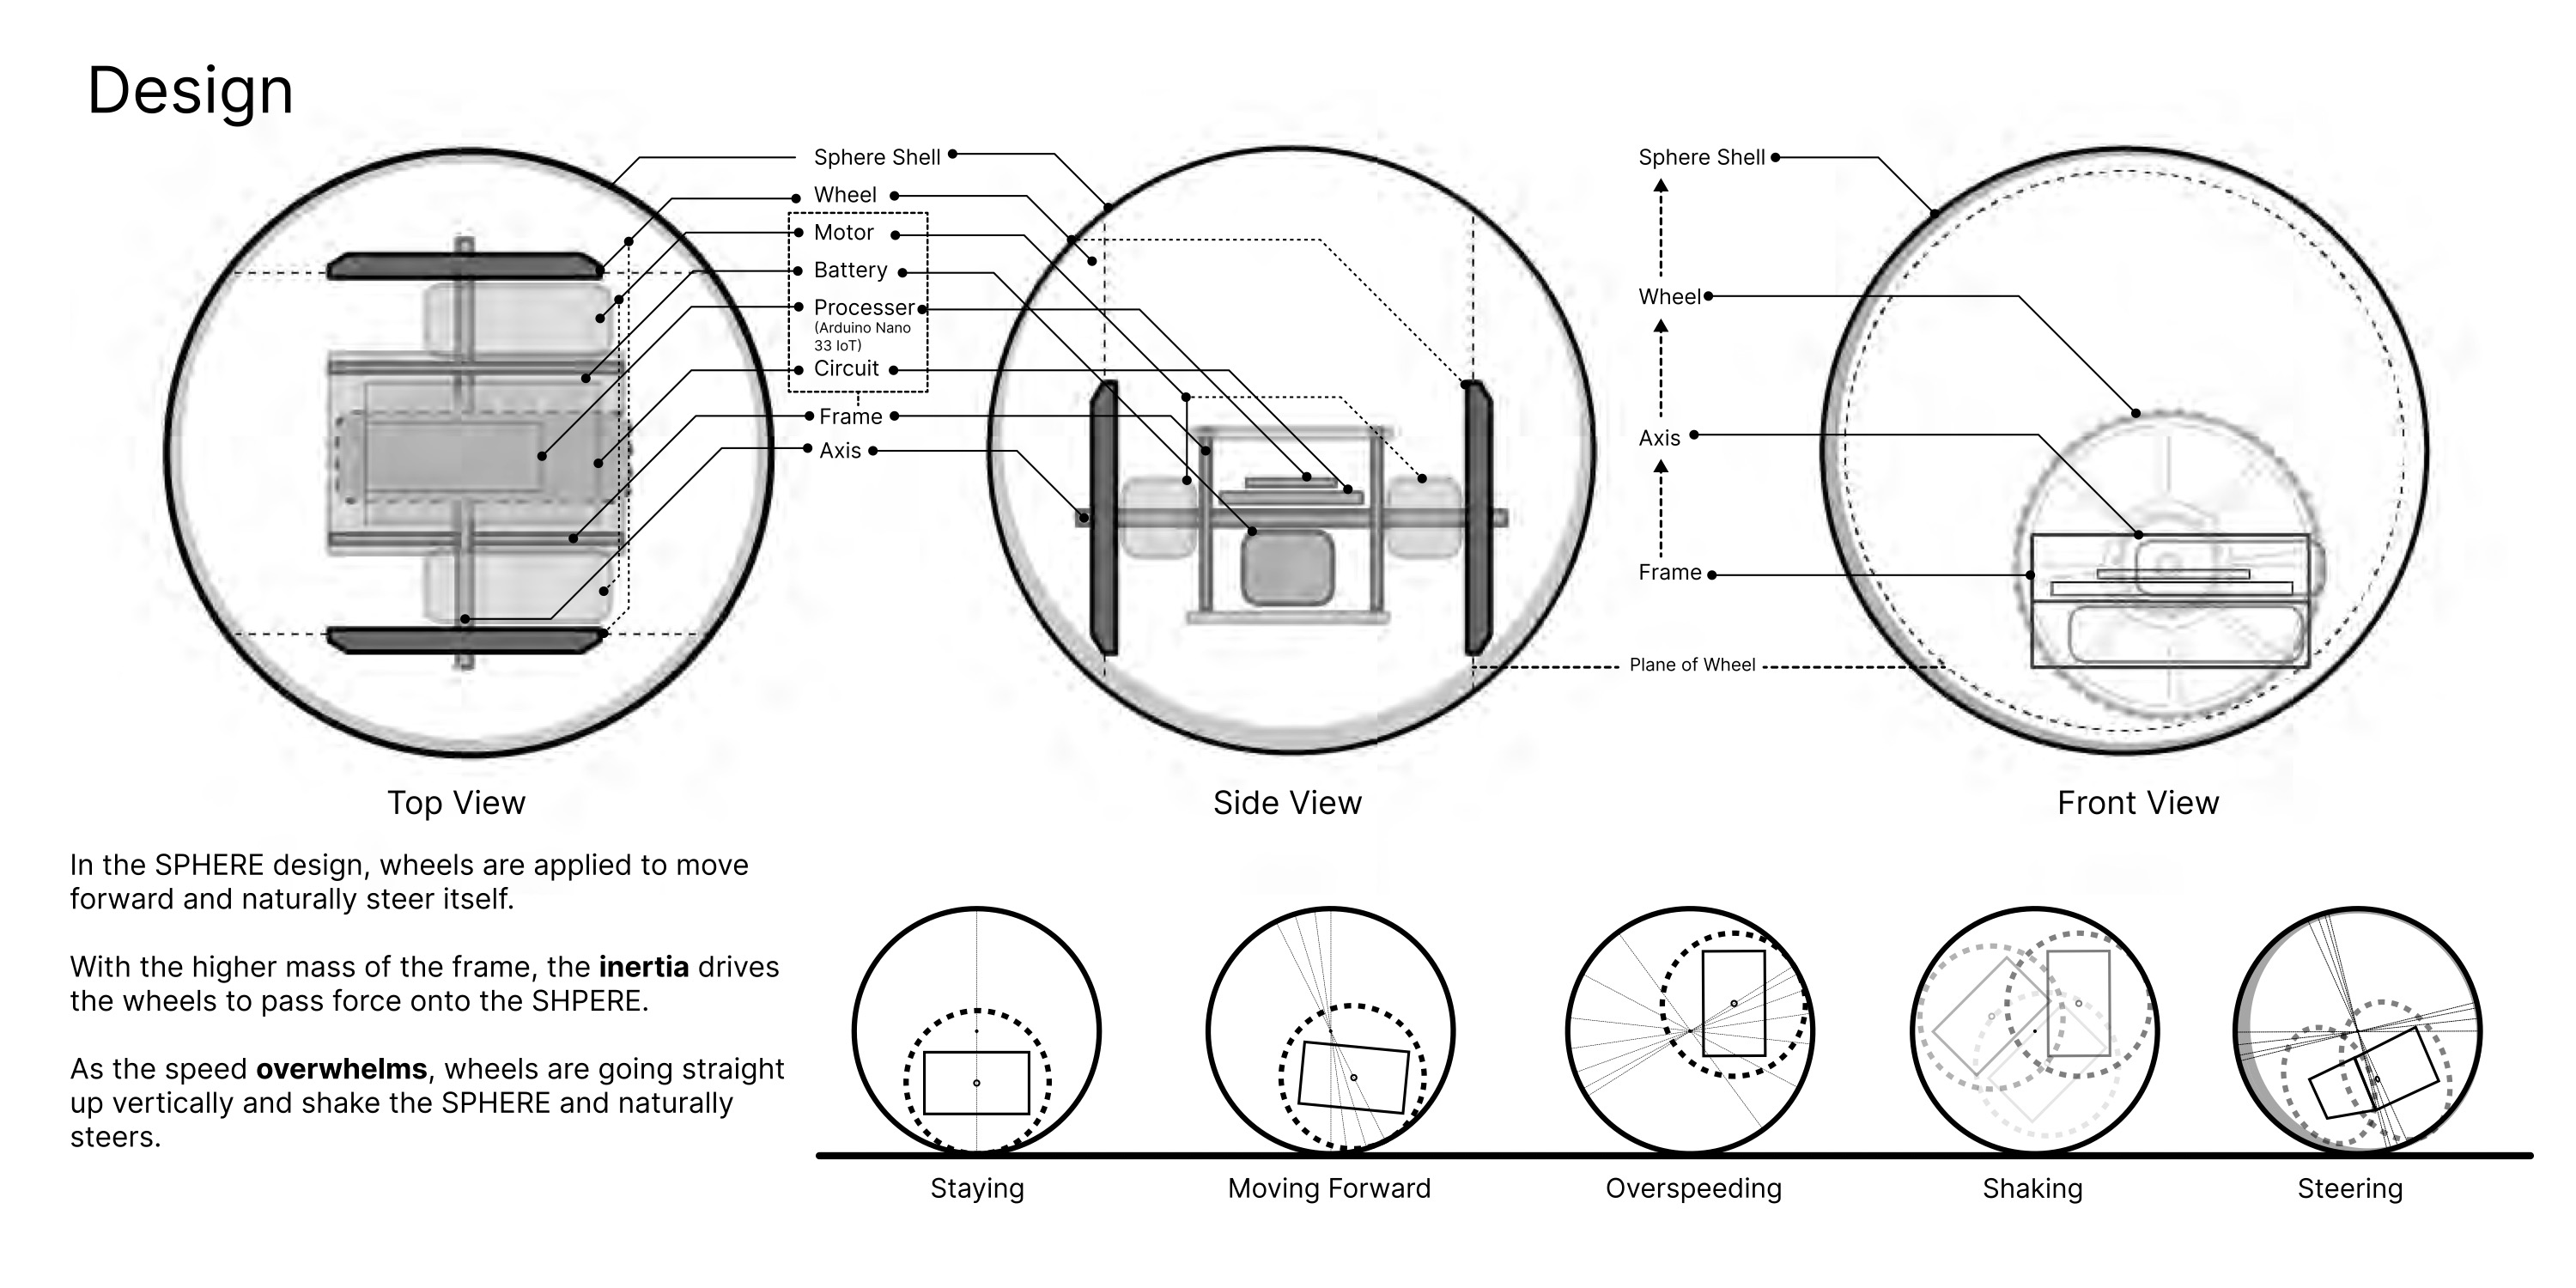 Design
Sphere Shell
Wheel
Motor
Battery
Processer
(Arduino Nano
33 IoT)
Circuit
Frame
Axis
Sphere Shell
Wheel
Axis
Frame
Plane of Wheel
Top View
Side View
Front View
In the SPHERE design, wheels are applied to move
forward and naturally steer itself.
With the higher mass of the frame, the inertia drives
the wheels to pass force onto the SHPERE.
As the speed overwhelms, wheels are going straight
up vertically and shake the SPHERE and naturally
steers.
Staying
Moving Forward
Overspeeding
Shaking
Steering